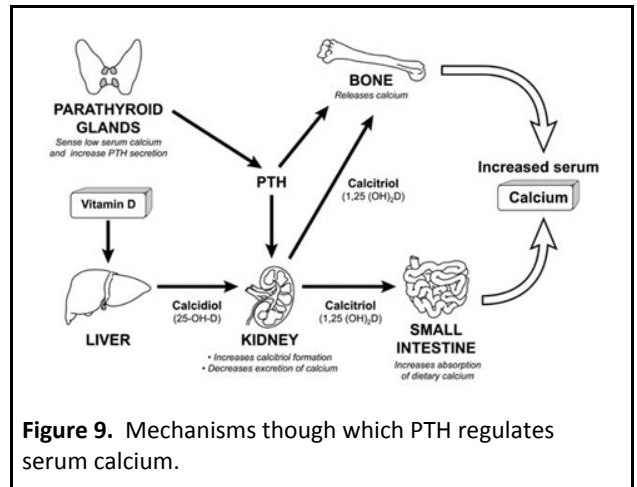 PARATHYROID
GLANDS
Sense low serum calcium
and increase PTH secretion
BONE
Releases calcium
PTH
Calcitriol
(1,25 (OH)₂D)
Increased serum
Calcium
Vitamin D
LIVER
Calcidiol
(25-OH-D)
KIDNEY
• Increases calcitriol formation
• Decreases excretion of calcium
Calcitriol
(1,25 (OH)₂D)
SMALL
INTESTINE
Increases absorption
of dietary calcium
Figure 9. Mechanisms though which PTH regulates
serum calcium.